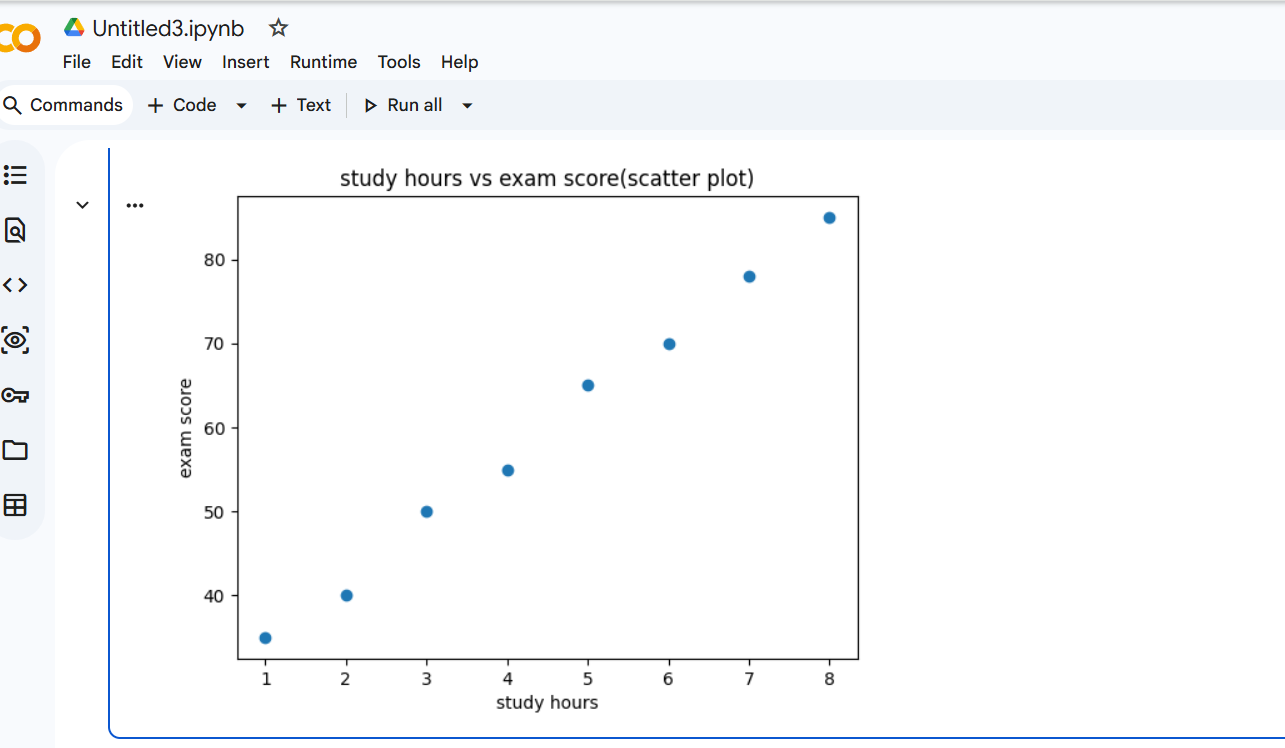 CO Untitled3.ipynb
File Edit View Insert Runtime Tools Help
Commands + Code + Text Run all
study hours vs exam score(scatter plot)
80
70
60
50
40
exam score
1 2 3 4 5 6 7 8
study hours